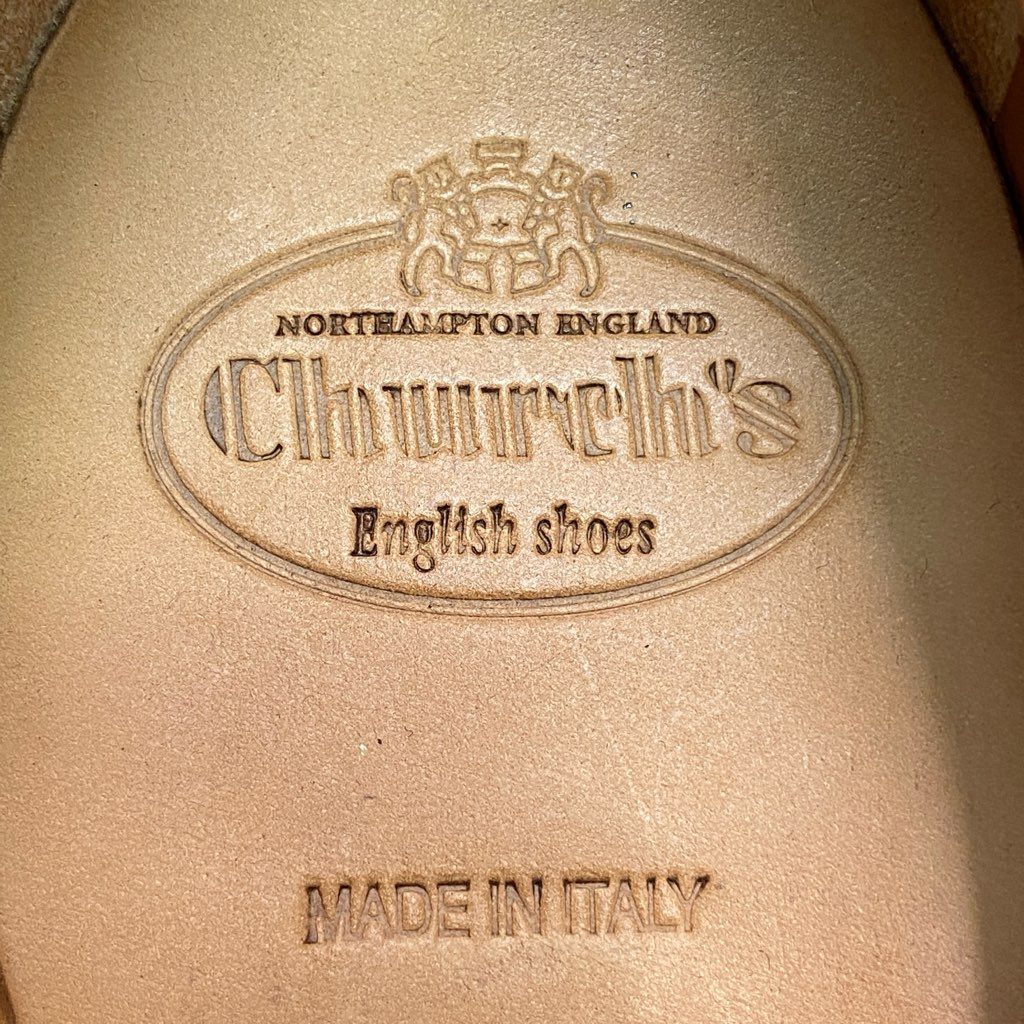 NORTHAMPTON ENGLAND
Church's
English shoes
MADE IN ITALY